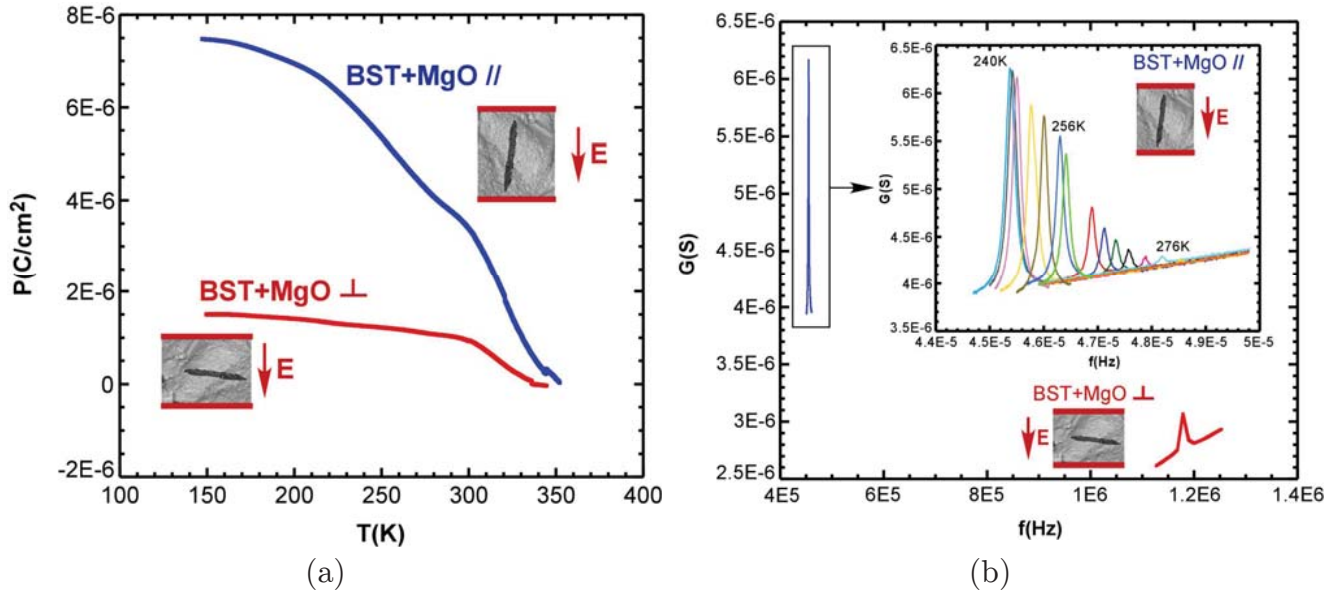 8E-6
6E-6
4E-6
2E-6
0
-2E-6
P(C/cm²)
BST+MgO //
E
BST+MgO ⊥
E
100 150 200 250 300 350 400
T(K)
(a)
6.5E-6
6E-6
5.5E-6
5E-6
4.5E-6
4E-6
3.5E-6
3E-6
2.5E-6
G(S)
6.5E-6
6E-6
5.5E-6
5E-6
4.5E-6
4E-6
3.5E-6
G(S)
240K
256K
276K
BST+MgO //
E
4.4E-5 4.5E-5 4.6E-5 4.7E-5 4.8E-5 4.9E-5 5E-5
f(Hz)
BST+MgO ⊥
E
4E5 6E5 8E5 1E6 1.2E6 1.4E6
f(Hz)
(b)